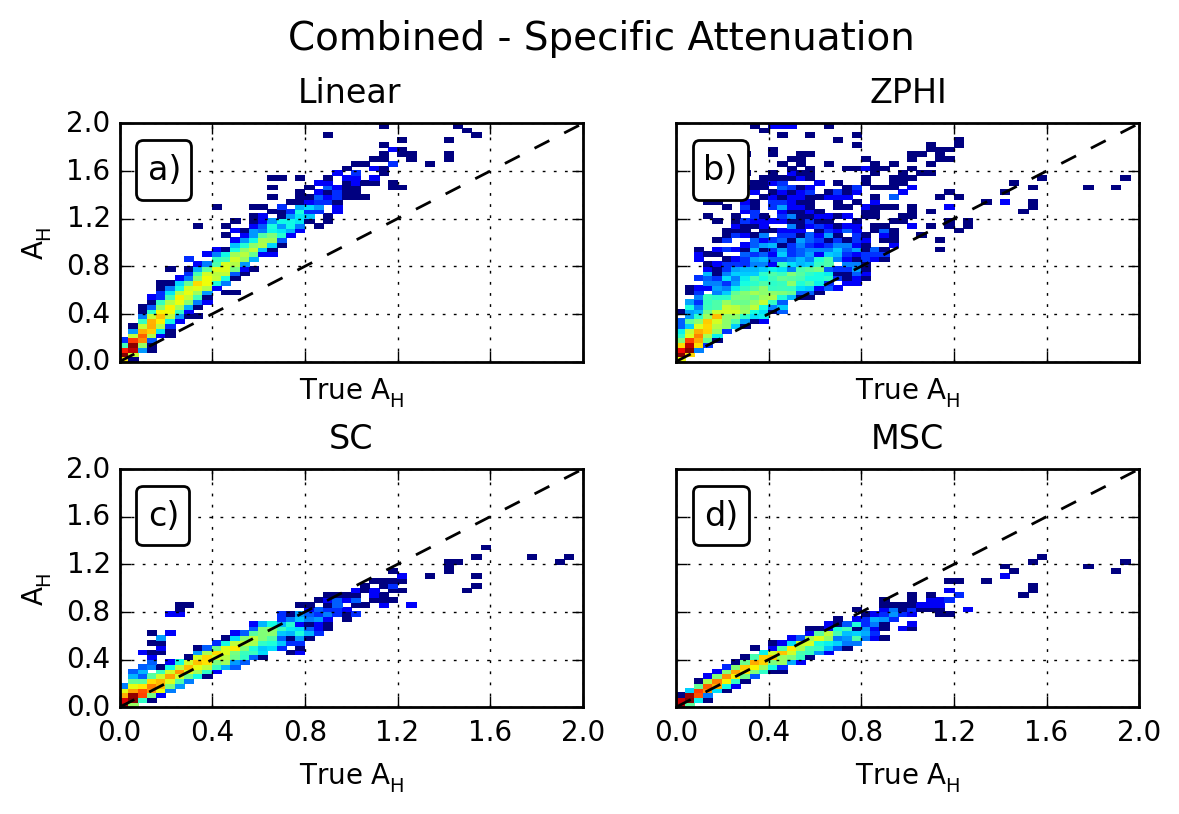 Combined - Specific Attenuation
Linear
ZPHI
2.0
1.6
1.2
0.8
0.4
0.0
A_H
a)
b)
True A_H
True A_H
SC
MSC
2.0
1.6
1.2
0.8
0.4
0.0
A_H
c)
d)
0.0 0.4 0.8 1.2 1.6 2.0
0.0 0.4 0.8 1.2 1.6 2.0
True A_H
True A_H